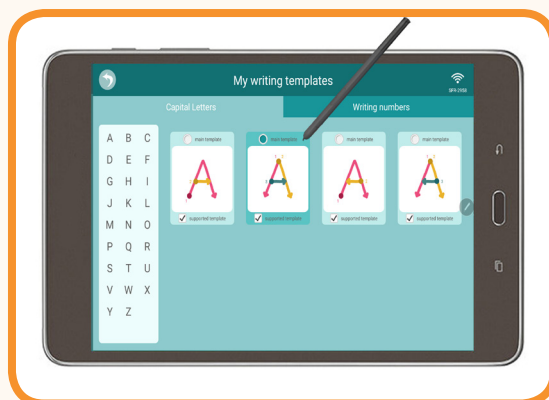 My writing templates
Capital Letters
Writing numbers
A B C
D E F
G H I
J K L
M N O
P Q R
S T U
V W X
Y Z
main template
supported template
main template
supported template
main template
supported template
main template
supported template